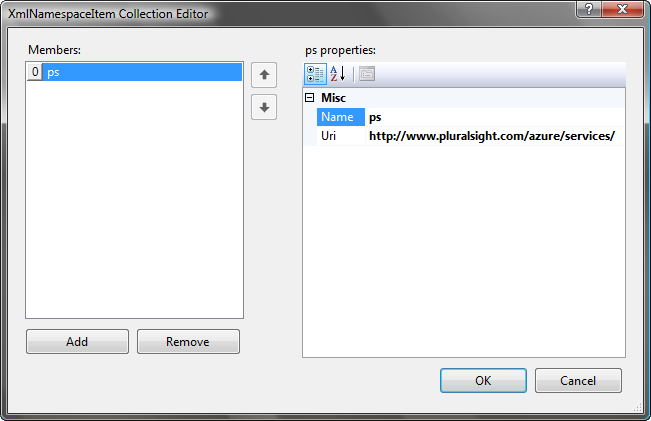 XmlNamespaceItem Collection Editor
Members:
0 ps
Add
Remove
ps properties:
A
Z
Misc
Name ps
Uri http://www.pluralsight.com/azure/services/
OK
Cancel